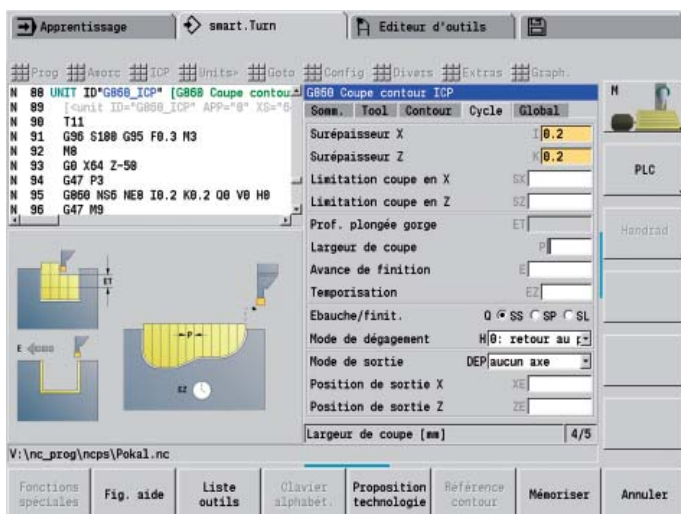 Apprentissage smart.Turn Editeur d'outils
Prog Amorc ICP Units» Goto Config Divers Extras Graph.
N 88 UNIT ID"G860_ICP" [G860 Coupe contou
N 89 [<unit ID="G860_ICP" APP="0" XS="6
N 90 T11
N 91 G96 S180 G95 F0.3 M3
N 92 M8
N 93 G0 X64 Z-50
N 94 G47 P3
N 95 G860 NS6 NE8 I0.2 K0.2 Q0 V0 H0
N 96 G47 M9
G860 Coupe contour ICP
Somm. Tool Contour Cycle Global
Surépaisseur X I 0.2
Surépaisseur Z K 0.2
Limitation coupe en X SX
Limitation coupe en Z SZ
Prof. plongée gorge ET
Largeur de coupe P
Avance de finition E
Temporisation EZ
Ebauche/finit. Q SS SP SL
Mode de dégagement H 0: retour au
Mode de sortie DEP aucun axe
Position de sortie X XE
Position de sortie Z ZE
Largeur de coupe [mm] 4/5
ET
P
E
EZ
N
PLC
Handrad
V:\nc_prog\ncps\Pokal.nc
Fonctions spéciales
Fig. aide
Liste outils
Clavier alphabét.
Proposition technologie
Référence contour
Mémoriser
Annuler